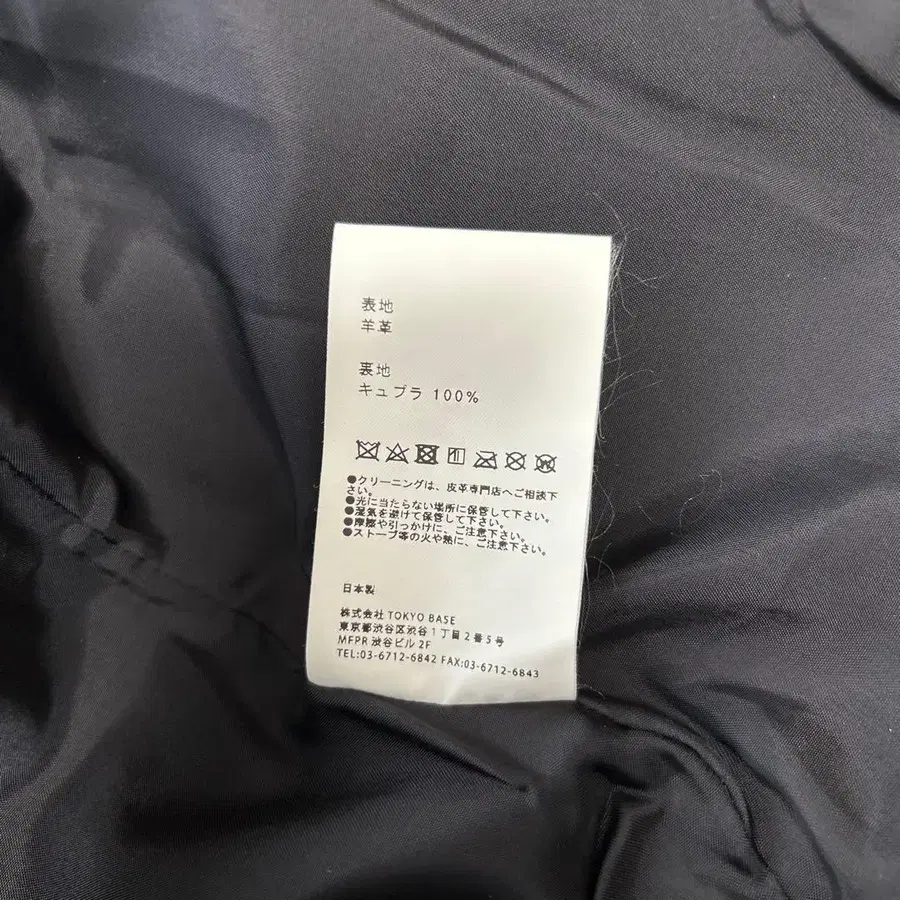 表地
羊革
裏地
キュプラ 100%
●クリーニングは、皮革専門店へご相談下
さい。
●光に当たらない場所に保管して下さい。
●湿気を避けて保管して下さい。
●摩擦や引っかけに、ご注意下さい。
●ストーブ等の火や熱に、ご注意下さい。
日本製
株式会社 TOKYO BASE
東京都渋谷区渋谷1丁目2番5号
MFPR 渋谷ビル 2F
TEL:03-6712-6842 FAX:03-6712-6843